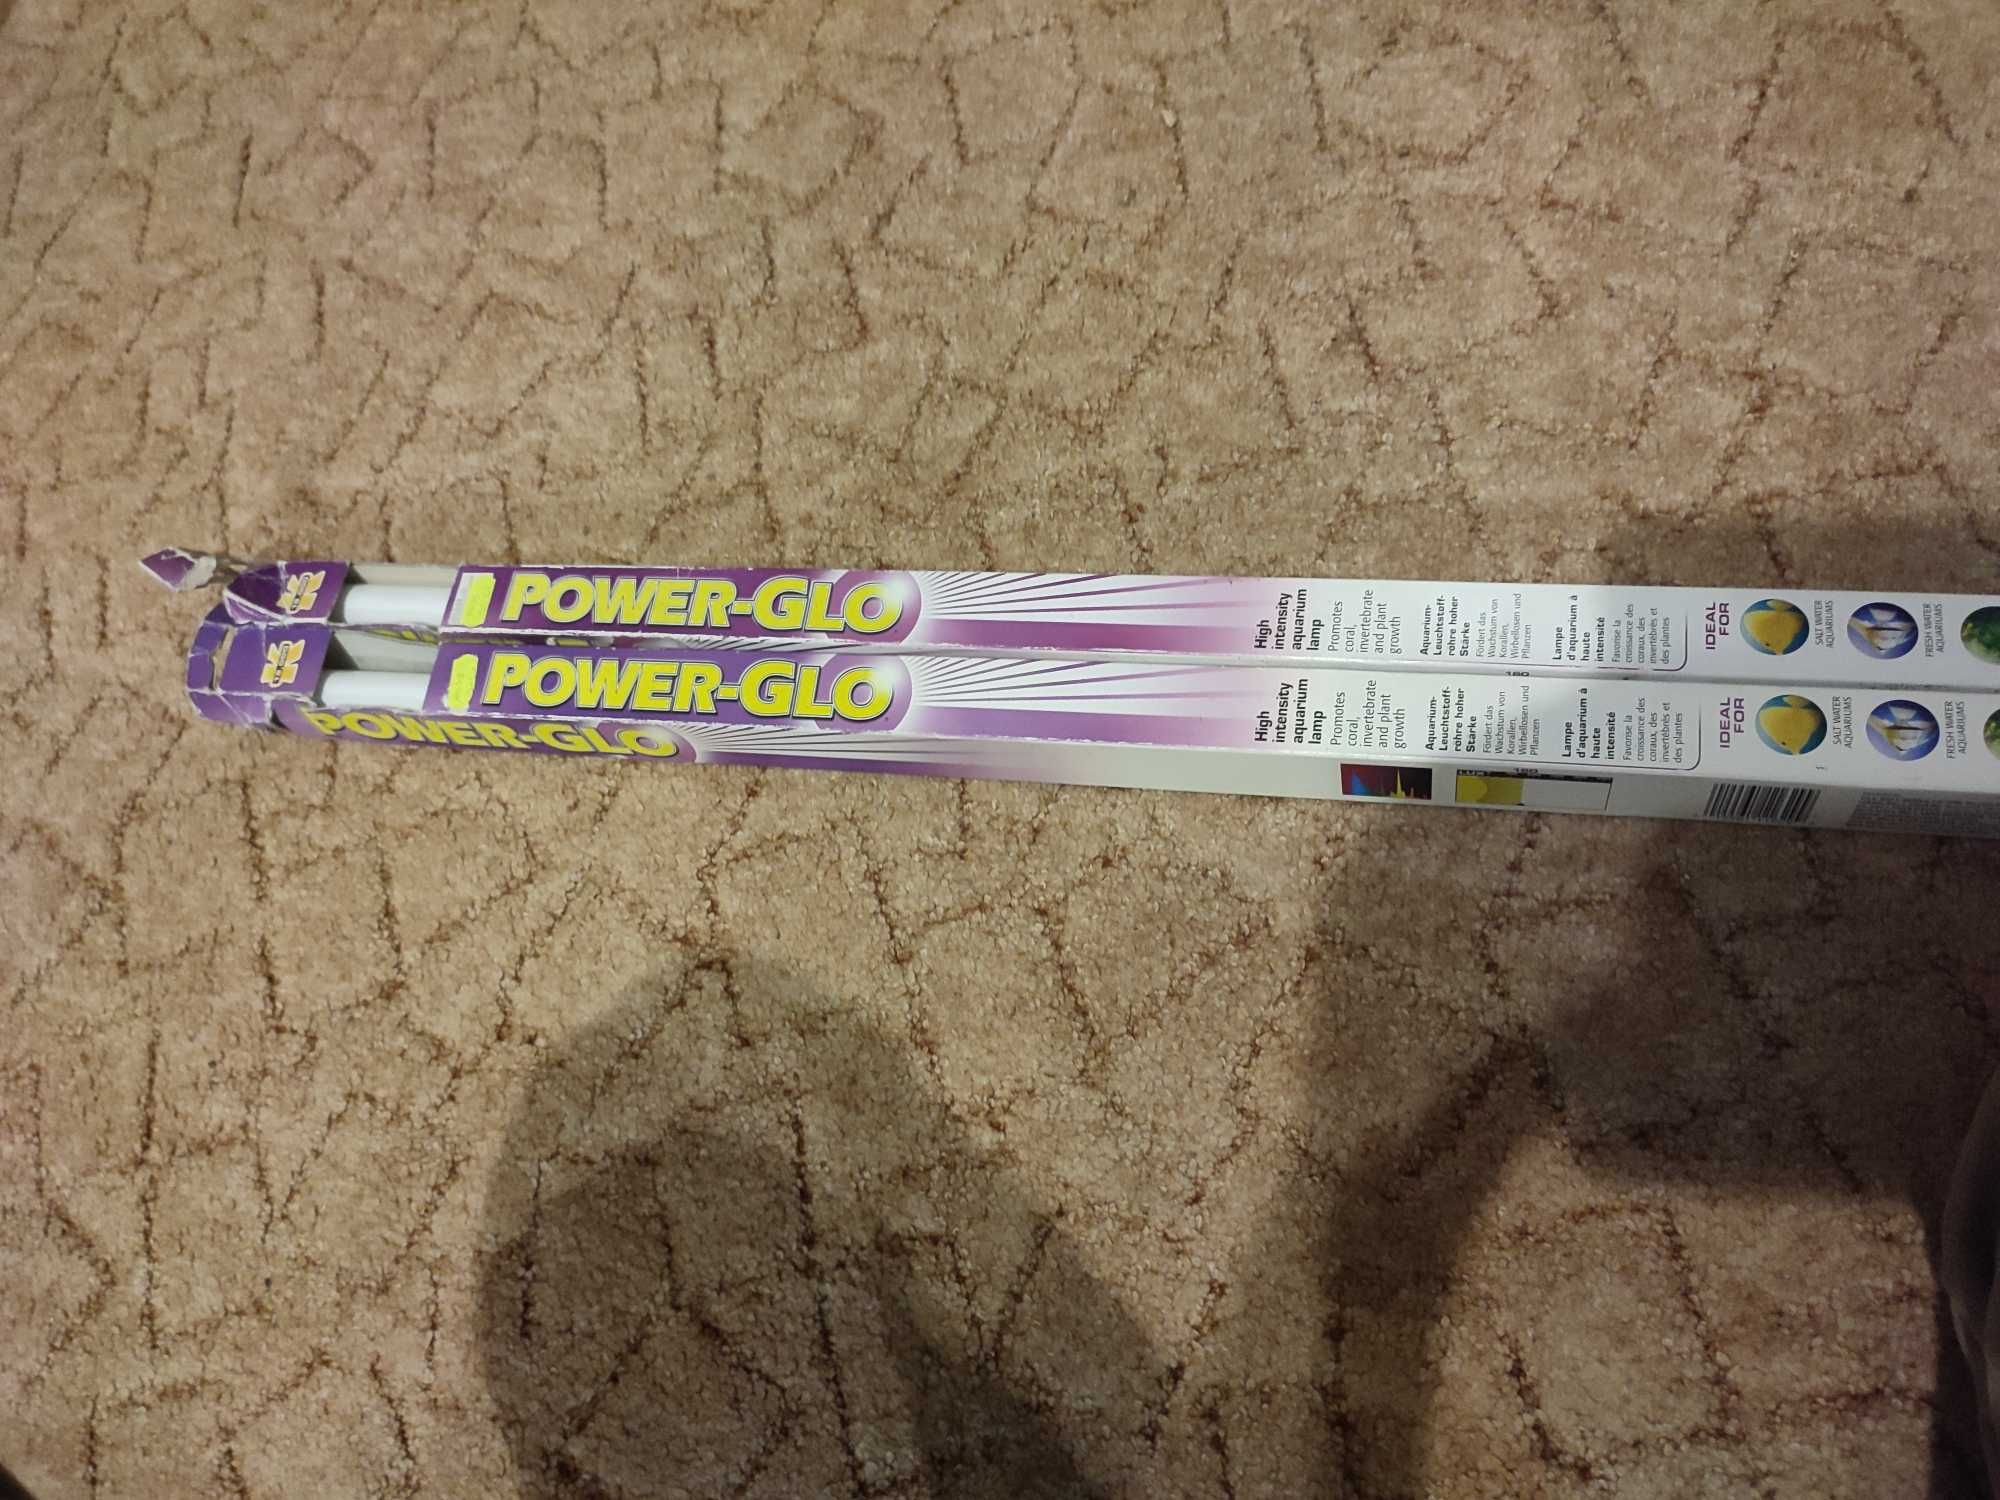 POWER-GLO
High
intensity
aquarium
lamp
Promotes
coral,
invertebrate
and plant
growth
Aquarium-
Leuchtstoff-
röhre hoher
Stärke
Fördert das
Wachstum von
Korallen,
Wirbellosen und
Pflanzen
Lampe
d'aquarium à
haute
intensité
Favorise la
croissance des
coraux, des
invertébrés et
des plantes
IDEAL
FOR
SALT WATER
AQUARIUMS
FRESH WATER
AQUARIUMS
180
POWER-GLO
High
intensity
aquarium
lamp
Promotes
coral,
invertebrate
and plant
growth
Aquarium-
Leuchtstoff-
röhre hoher
Stärke
Fördert das
Wachstum von
Korallen,
Wirbellosen und
Pflanzen
Lampe
d'aquarium à
haute
intensité
Favorise la
croissance des
coraux, des
invertébrés et
des plantes
IDEAL
FOR
SALT WATER
AQUARIUMS
FRESH WATER
AQUARIUMS
POWER-GLO
LUX
180